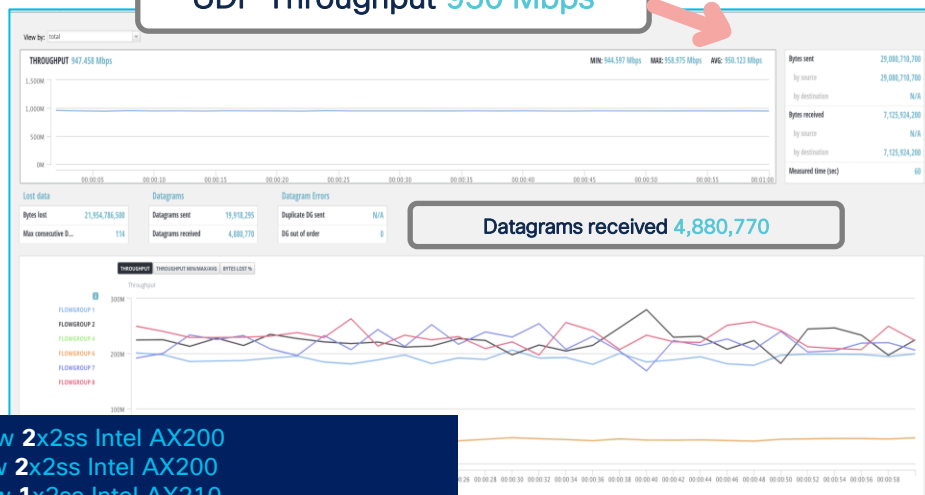 UDP Throughput 950 Mbps
View by: total
THROUGHPUT 947.458 Mbps
MIN: 944.597 Mbps MAX: 958.975 Mbps AVG: 950.123 Mbps
1,500M
1,000M
500M
0M
00:00:05 00:00:10 00:00:15 00:00:20 00:00:25 00:00:30 00:00:35 00:00:40 00:00:45 00:00:50 00:00:55 00:01:00
Bytes sent 29,080,710,700
by source 29,080,710,700
by destination N/A
Bytes received 7,125,924,200
by source N/A
by destination 7,125,924,200
Measured time (sec) 60
Lost data Datagrams Datagram Errors
Bytes lost 21,954,786,500 Datagrams sent 19,918,295 Duplicate DG sent N/A
Max consecutive D... 114 Datagrams received 4,880,770 DG out of order 0
Datagrams received 4,880,770
THROUGHPUT THROUGHPUT MIN/MAX/AVG BYTES LOST %
Throughput
300M
FLOWGROUP 1
FLOWGROUP 2
FLOWGROUP 4
FLOWGROUP 6
FLOWGROUP 7
FLOWGROUP 8
200M
100M
w 2x2ss Intel AX200
w 2x2ss Intel AX200
w 1x2ss Intel AX210
0:26 00:00:28 00:00:30 00:00:32 00:00:34 00:00:36 00:00:38 00:00:40 00:00:42 00:00:44 00:00:46 00:00:48 00:00:50 00:00:52 00:00:54 00:00:56 00:00:58